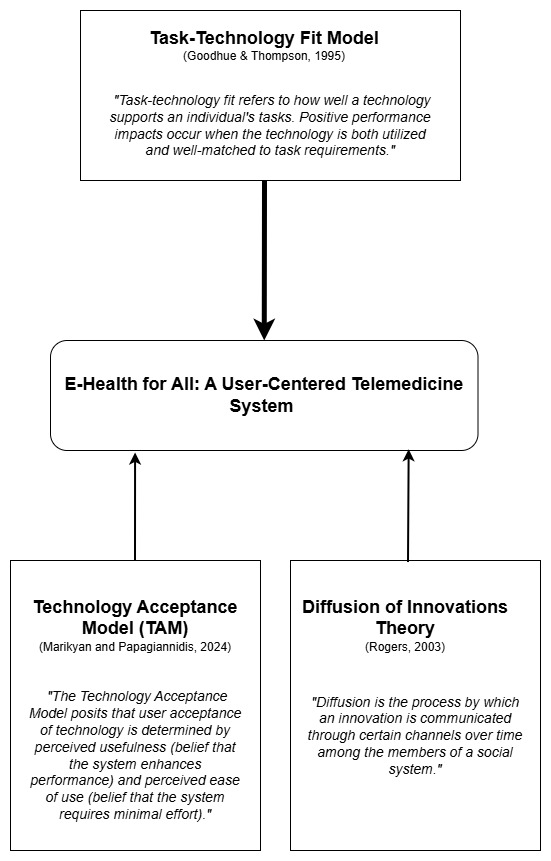 Task-Technology Fit Model
(Goodhue & Thompson, 1995)
"Task-technology fit refers to how well a technology
supports an individual's tasks. Positive performance
impacts occur when the technology is both utilized
and well-matched to task requirements."
E-Health for All: A User-Centered Telemedicine
System
Technology Acceptance
Model (TAM)
(Marikyan and Papagiannidis, 2024)
"The Technology Acceptance
Model posits that user acceptance
of technology is determined by
perceived usefulness (belief that
the system enhances
performance) and perceived ease
of use (belief that the system
requires minimal effort)."
Diffusion of Innovations
Theory
(Rogers, 2003)
"Diffusion is the process by which
an innovation is communicated
through certain channels over time
among the members of a social
system."